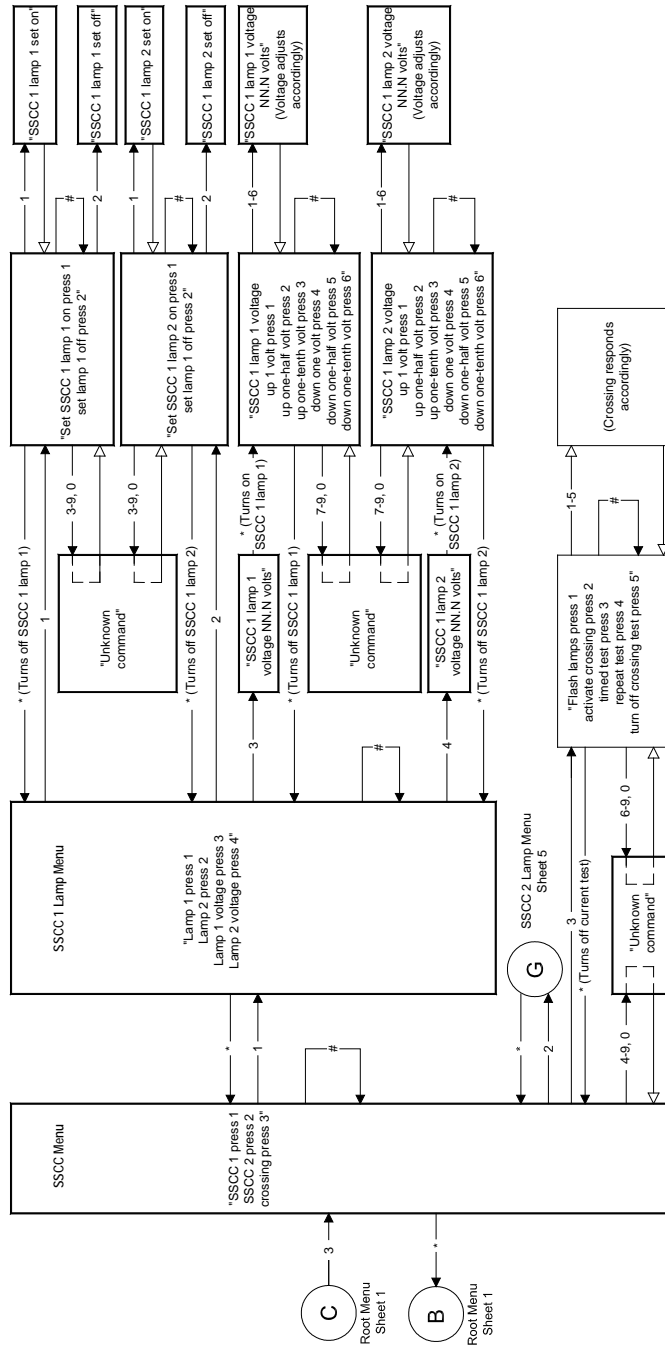 SSCC Menu
"SSCC 1 press 1
SSCC 2 press 2
crossing press 3"
C
Root Menu
Sheet 1
3
B
Root Menu
Sheet 1
*
*
1
#
SSCC 1 Lamp Menu
"Lamp 1 press 1
Lamp 2 press 2
Lamp 1 voltage press 3
Lamp 2 voltage press 4"
* (Turns off SSCC 1 lamp 1)
1
"Set SSCC 1 lamp 1 on press 1
set lamp 1 off press 2"
1
"SSCC 1 lamp 1 set on"
#
2
"SSCC 1 lamp 1 set off"
3-9, 0
"Unknown
command"
3-9, 0
* (Turns off SSCC 1 lamp 2)
2
"Set SSCC 1 lamp 2 on press 1
set lamp 1 off press 2"
1
"SSCC 1 lamp 2 set on"
#
2
"SSCC 1 lamp 2 set off"
3
"SSCC 1 lamp 1
voltage NN.N volts"
* (Turns on
SSCC 1 lamp 1)
* (Turns off SSCC 1 lamp 1)
"SSCC 1 lamp 1 voltage
up 1 volt press 1
up one-half volt press 2
up one-tenth volt press 3
down one volt press 4
down one-half volt press 5
down one-tenth volt press 6"
1-6
"SSCC 1 lamp 1 voltage
NN.N volts"
(Voltage adjusts
accordingly)
#
7-9, 0
"Unknown
command"
7-9, 0
#
4
"SSCC 1 lamp 2
voltage NN.N volts"
* (Turns on
SSCC 1 lamp 2)
* (Turns off SSCC 1 lamp 2)
"SSCC 1 lamp 2 voltage
up 1 volt press 1
up one-half volt press 2
up one-tenth volt press 3
down one volt press 4
down one-half volt press 5
down one-tenth volt press 6"
1-6
"SSCC 1 lamp 2 voltage
NN.N volts"
(Voltage adjusts
accordingly)
#
*
G
SSCC 2 Lamp Menu
Sheet 5
2
3
* (Turns off current test)
"Flash lamps press 1
activate crossing press 2
timed test press 3
repeat test press 4
turn off crossing test press 5"
1-5
(Crossing responds
accordingly)
#
4-9, 0
"Unknown
command"
6-9, 0